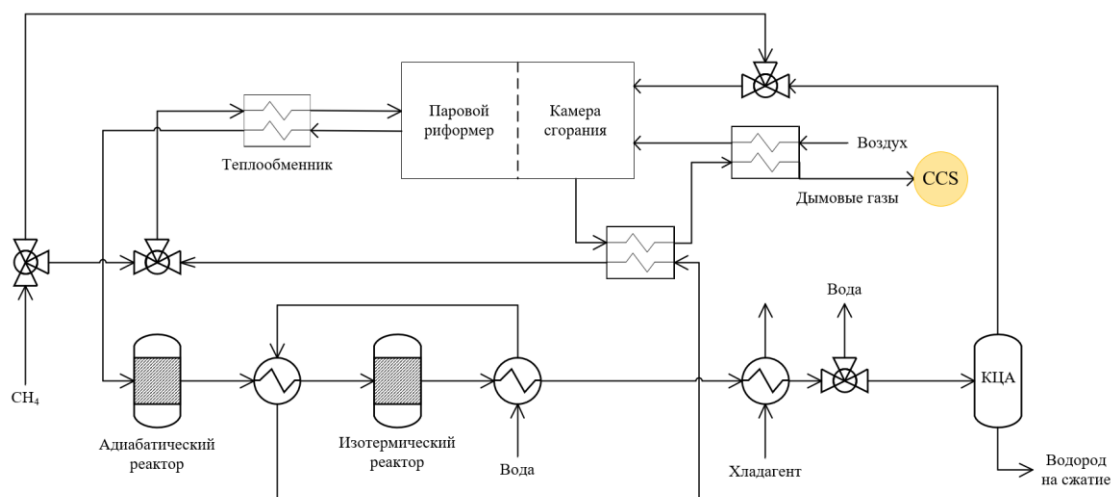 Паровой
риформер
Камера
сгорания
Теплообменник
Воздух
CCS
Дымовые газы
Вода
CH₄
КЦА
Адиабатический
реактор
Изотермический
реактор
Вода
Хладагент
Водород
на сжатие